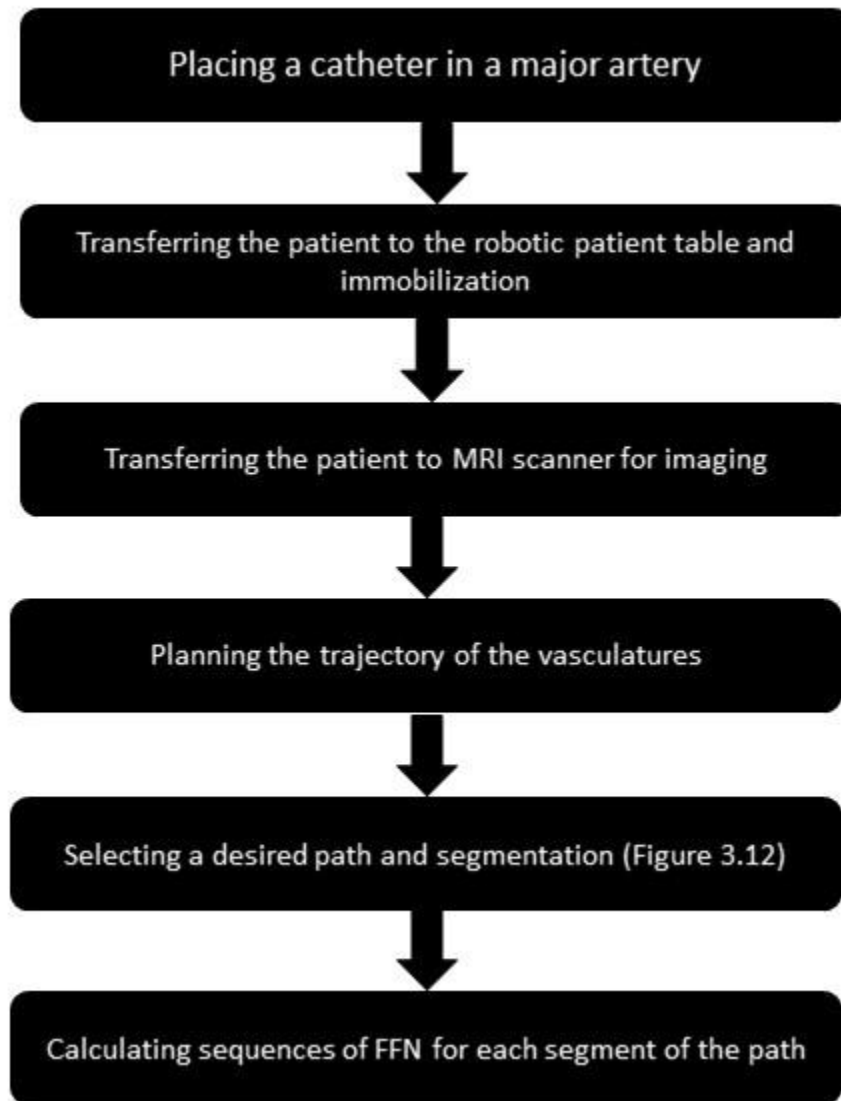 Placing a catheter in a major artery
Transferring the patient to the robotic patient table and
immobilization
Transferring the patient to MRI scanner for imaging
Planning the trajectory of the vasculatures
Selecting a desired path and segmentation (Figure 3.12)
Calculating sequences of FFN for each segment of the path